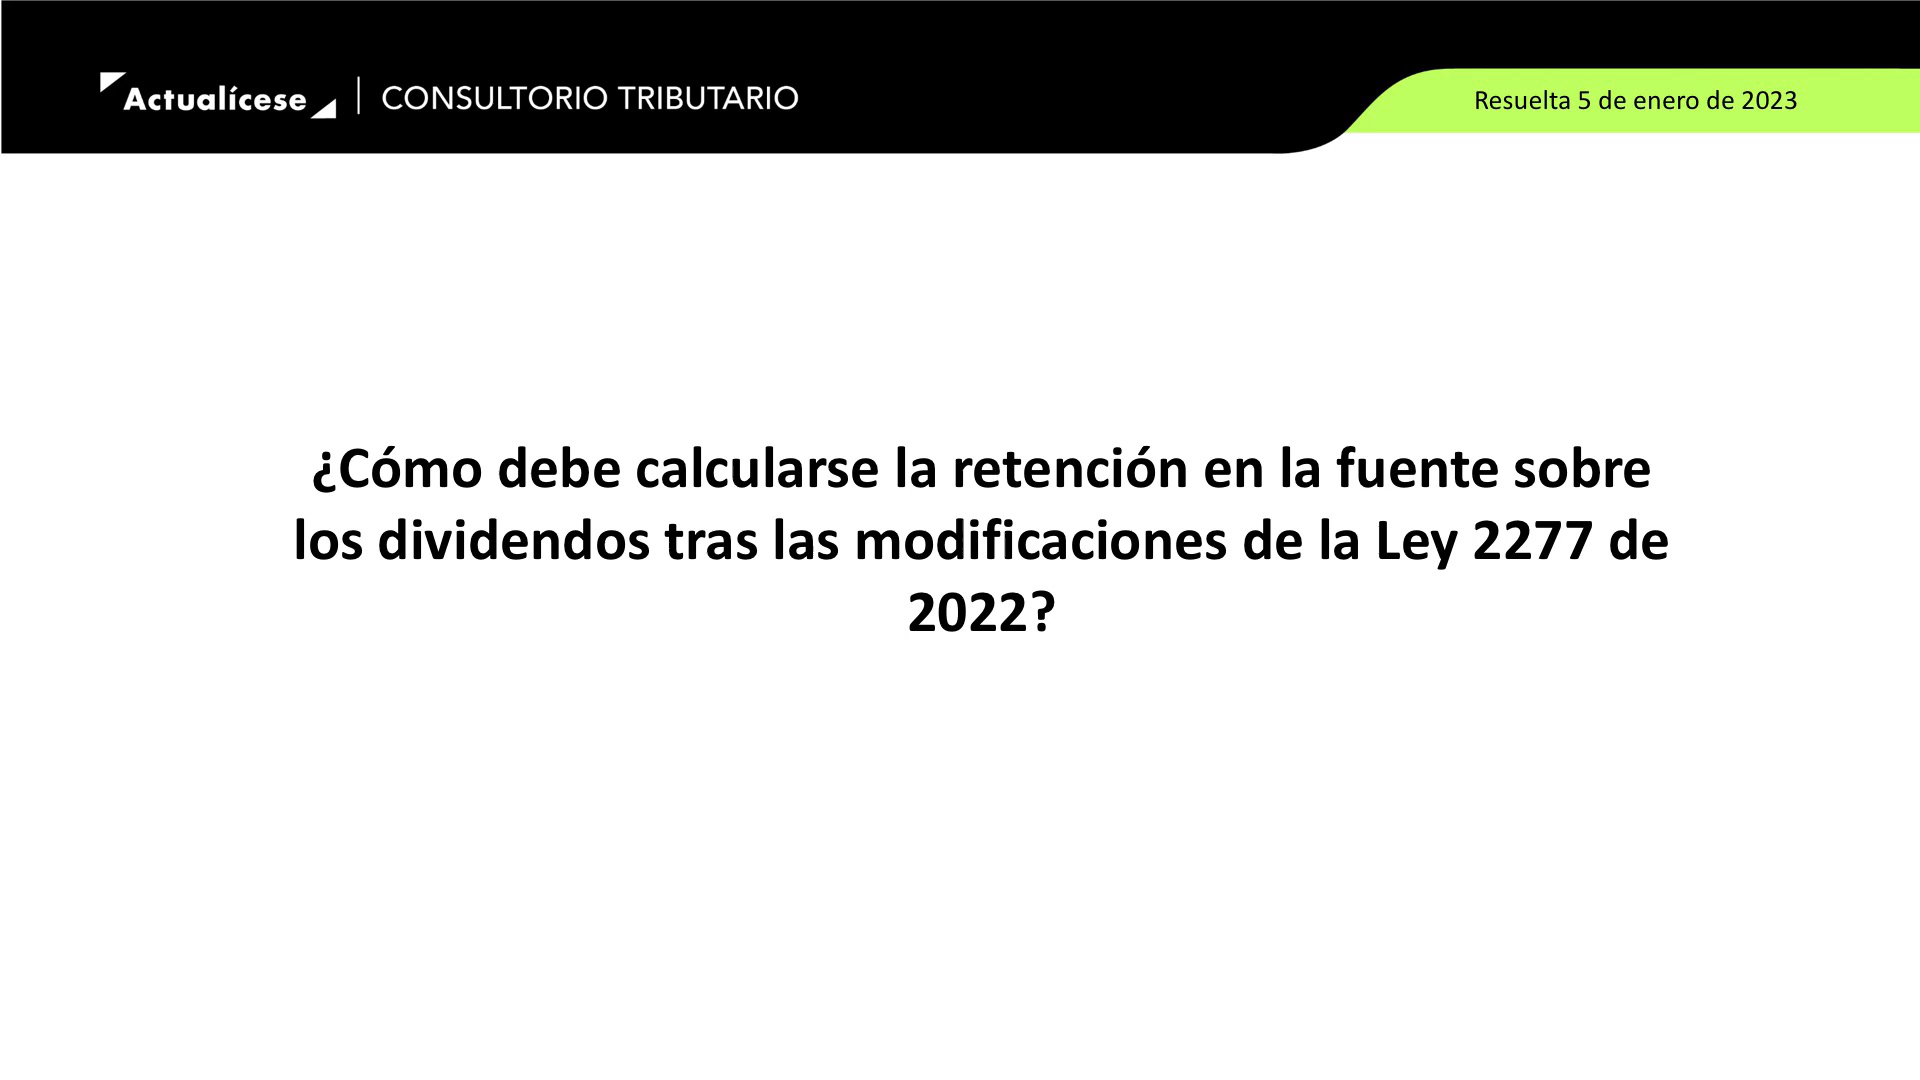 Actualícese | CONSULTORIO TRIBUTARIO
Resuelta 5 de enero de 2023
¿Cómo debe calcularse la retención en la fuente sobre
los dividendos tras las modificaciones de la Ley 2277 de
2022?